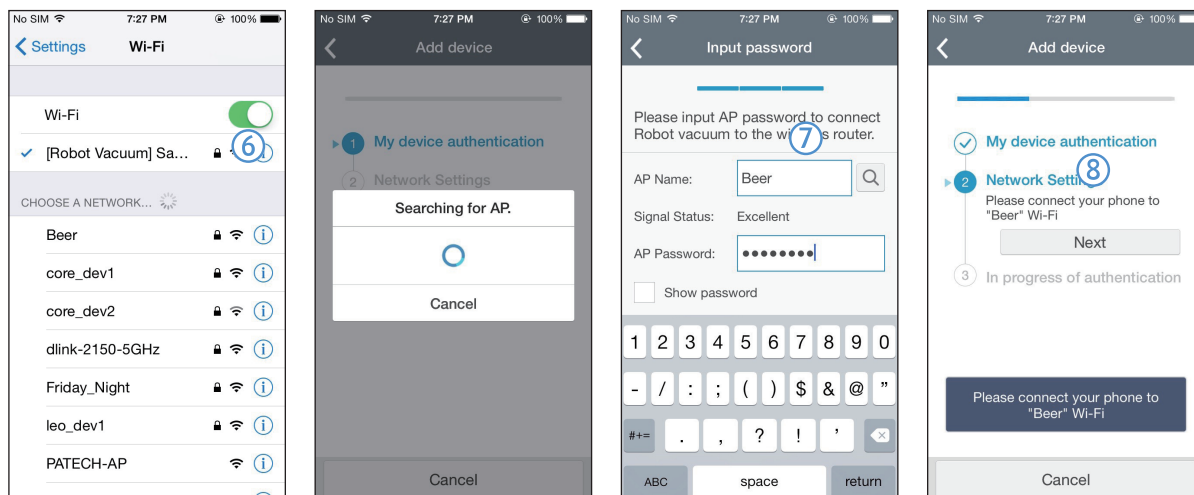 No SIM 7:27 PM 100%
Settings Wi-Fi
Wi-Fi
6
[Robot Vacuum] Sa...
CHOOSE A NETWORK...
Beer
core_dev1
core_dev2
dlink-2150-5GHz
Friday_Night
leo_dev1
PATECH-AP
No SIM 7:27 PM 100%
Add device
1 My device authentication
2 Network Settings
Searching for AP.
Cancel
Cancel
No SIM 7:27 PM 100%
Input password
Please input AP password to connect
Robot vacuum to the router.
7
AP Name: Beer
Signal Status: Excellent
AP Password: ●●●●●●●●
Show password
1 2 3 4 5 6 7 8 9 0
- / : ; ( ) $ & @ ”
#+= . , ? ! ’
ABC space return
No SIM 7:27 PM 100%
Add device
My device authentication
8
2 Network
Please connect your phone to
"Beer" Wi-Fi
Next
3 In progress of authentication
Please connect your phone to
"Beer" Wi-Fi
Cancel